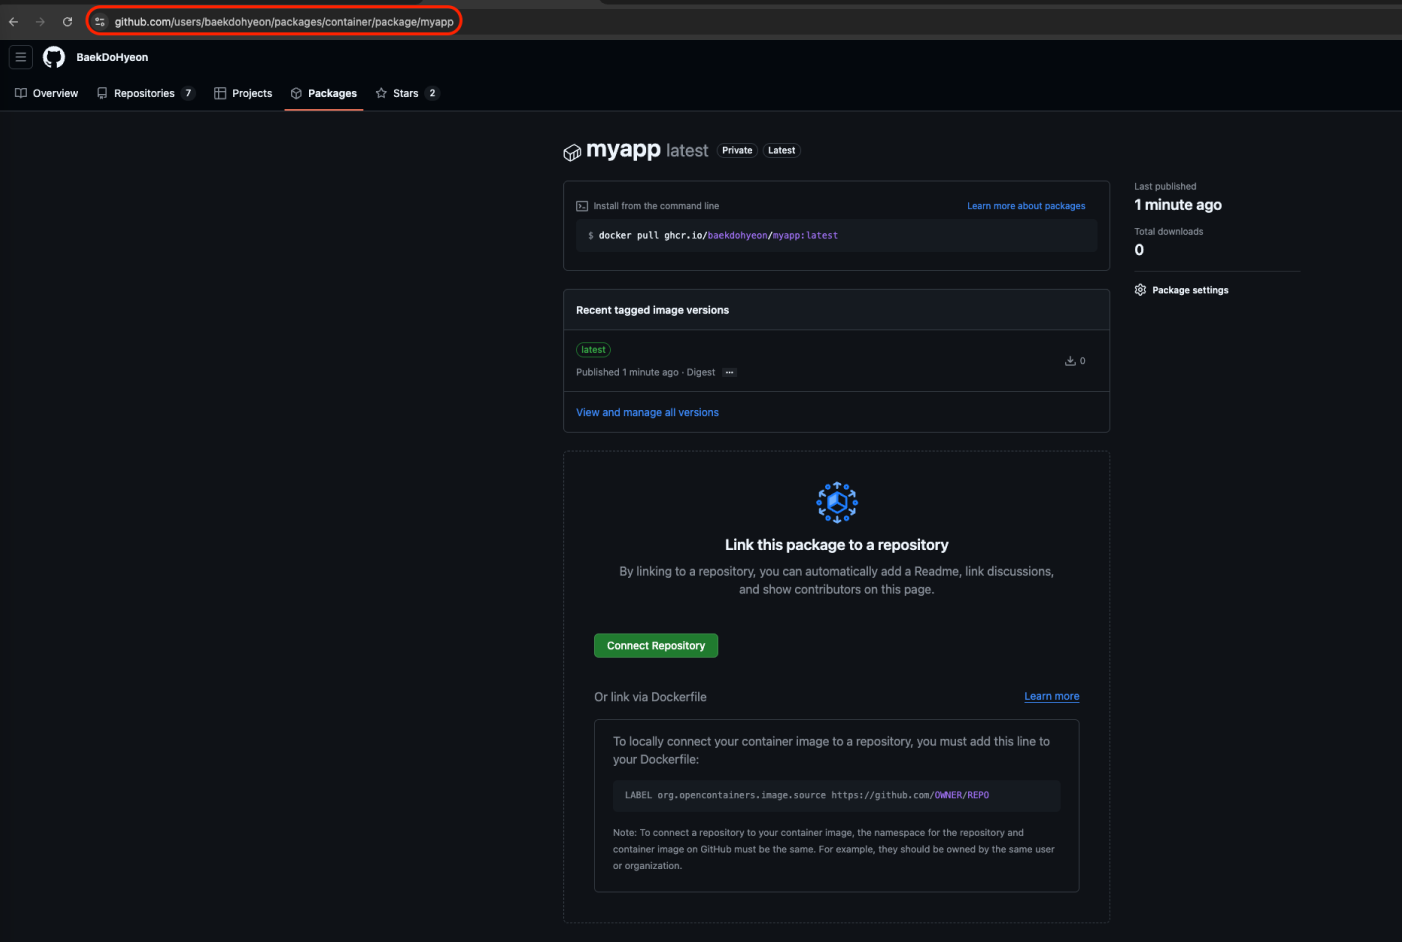 github.com/users/baekdohyeon/packages/container/package/myapp
BaekDoHyeon
Overview Repositories 7 Projects Packages Stars 2
myapp latest Private Latest
Install from the command line Learn more about packages
$ docker pull ghcr.io/baekdohyeon/myapp:latest
Last published
1 minute ago
Total downloads
0
Package settings
Recent tagged image versions
latest
Published 1 minute ago · Digest ···
0
View and manage all versions
Link this package to a repository
By linking to a repository, you can automatically add a Readme, link discussions,
and show contributors on this page.
Connect Repository
Or link via Dockerfile Learn more
To locally connect your container image to a repository, you must add this line to
your Dockerfile:
LABEL org.opencontainers.image.source https://github.com/OWNER/REPO
Note: To connect a repository to your container image, the namespace for the repository and
container image on GitHub must be the same. For example, they should be owned by the same user
or organization.